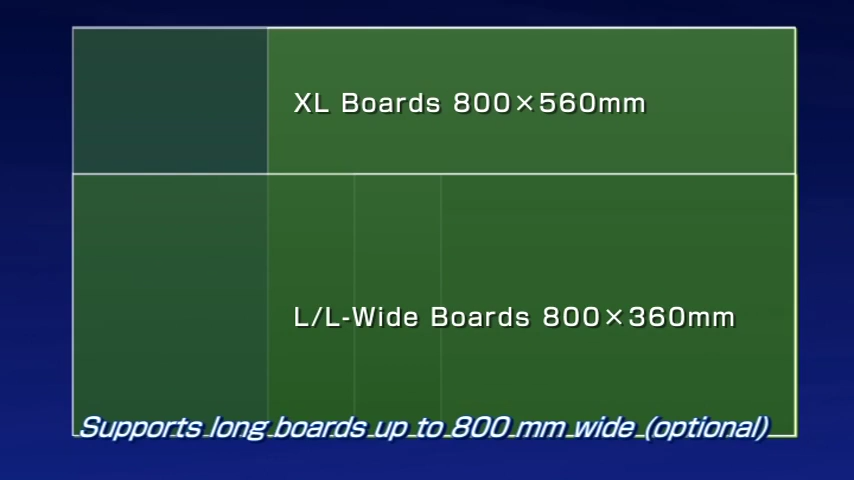 XL Boards 800×560mm
L/L-Wide Boards 800×360mm
Supports long boards up to 800 mm wide (optional)